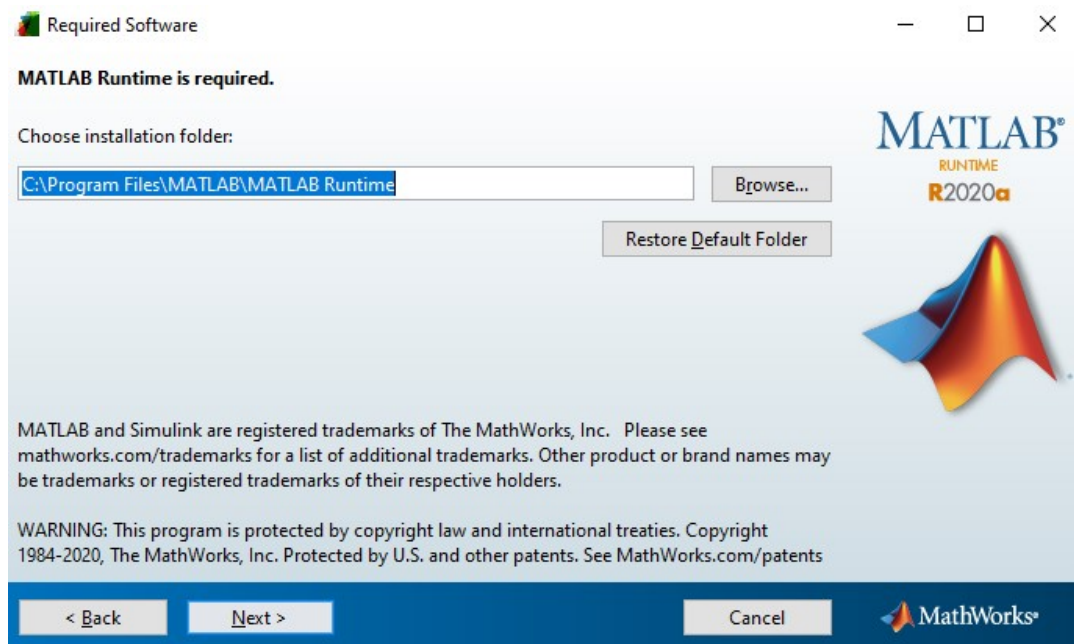 Required Software
MATLAB Runtime is required.
Choose installation folder:
C:\Program Files\MATLAB\MATLAB Runtime
Browse...
Restore Default Folder
MATLAB®
RUNTIME
R2020a
MATLAB and Simulink are registered trademarks of The MathWorks, Inc.   Please see
mathworks.com/trademarks for a list of additional trademarks. Other product or brand names may
be trademarks or registered trademarks of their respective holders.
WARNING: This program is protected by copyright law and international treaties. Copyright
1984-2020, The MathWorks, Inc. Protected by U.S. and other patents. See MathWorks.com/patents
< Back
Next >
Cancel
MathWorks®